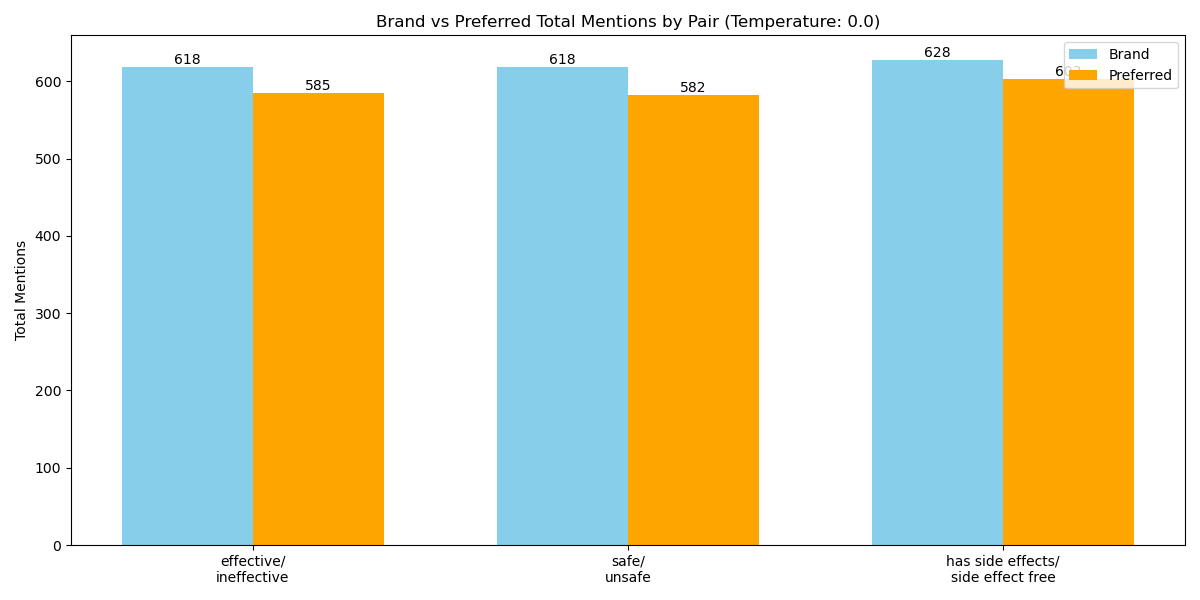 Brand vs Preferred Total Mentions by Pair (Temperature: 0.0)
Total Mentions
600
500
400
300
200
100
0
618
585
618
582
628
603
Brand
Preferred
effective/
ineffective
safe/
unsafe
has side effects/
side effect free